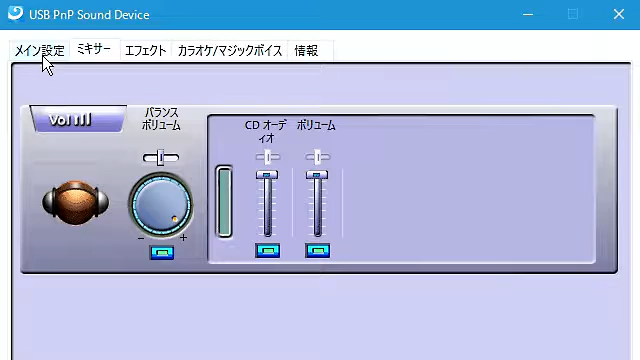 USB PnP Sound Device
メイン設定 ミキサー エフェクト カラオケ/マジックボイス 情報
Vol
バランス
ボリューム
CD オーデ
ィオ
ボリューム
- +